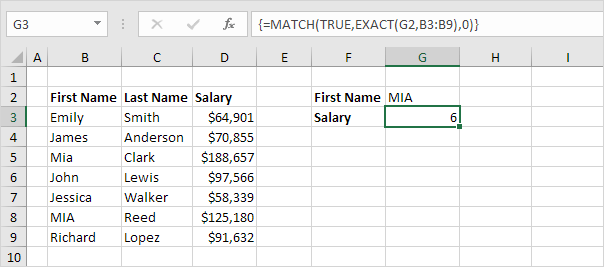 G3 fx {=MATCH(TRUE,EXACT(G2,B3:B9),0)}
A B C D E F G H I
1
2 First Name Last Name Salary First Name MIA
3 Emily Smith $64,901 Salary 6
4 James Anderson $70,855
5 Mia Clark $188,657
6 John Lewis $97,566
7 Jessica Walker $58,339
8 MIA Reed $125,180
9 Richard Lopez $91,632
10